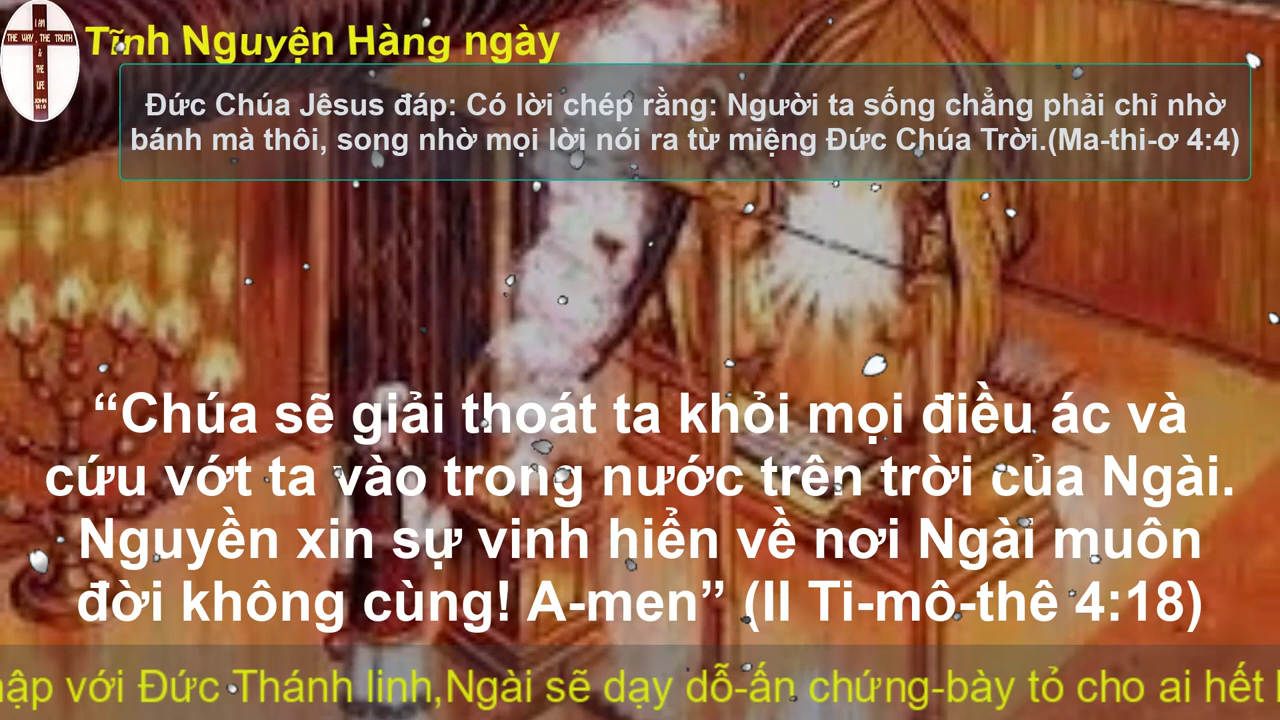 I AM
THE WAY, THE TRUTH
&
THE
LIFE
JOHN
14:6
Tĩnh Nguyện Hàng ngày
Đức Chúa Jêsus đáp: Có lời chép rằng: Người ta sống chẳng phải chỉ nhờ
bánh mà thôi, song nhờ mọi lời nói ra từ miệng Đức Chúa Trời.(Ma-thi-ơ 4:4)
“Chúa sẽ giải thoát ta khỏi mọi điều ác và
cứu vớt ta vào trong nước trên trời của Ngài.
Nguyền xin sự vinh hiển về nơi Ngài muôn
đời không cùng! A-men” (II Ti-mô-thê 4:18)
với Đức Thánh linh,Ngài sẽ dạy dỗ-ấn chứng-bày tỏ cho ai hết